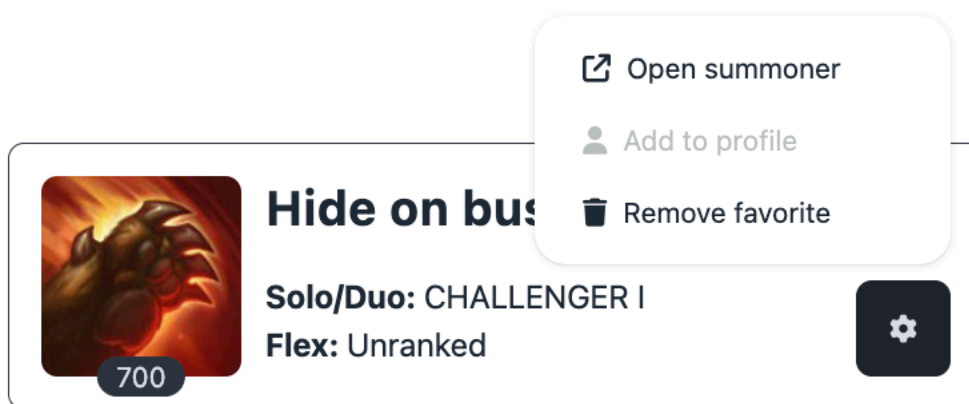 Open summoner
Add to profile
Remove favorite
Hide on bus
Solo/Duo: CHALLENGER I
Flex: Unranked
700